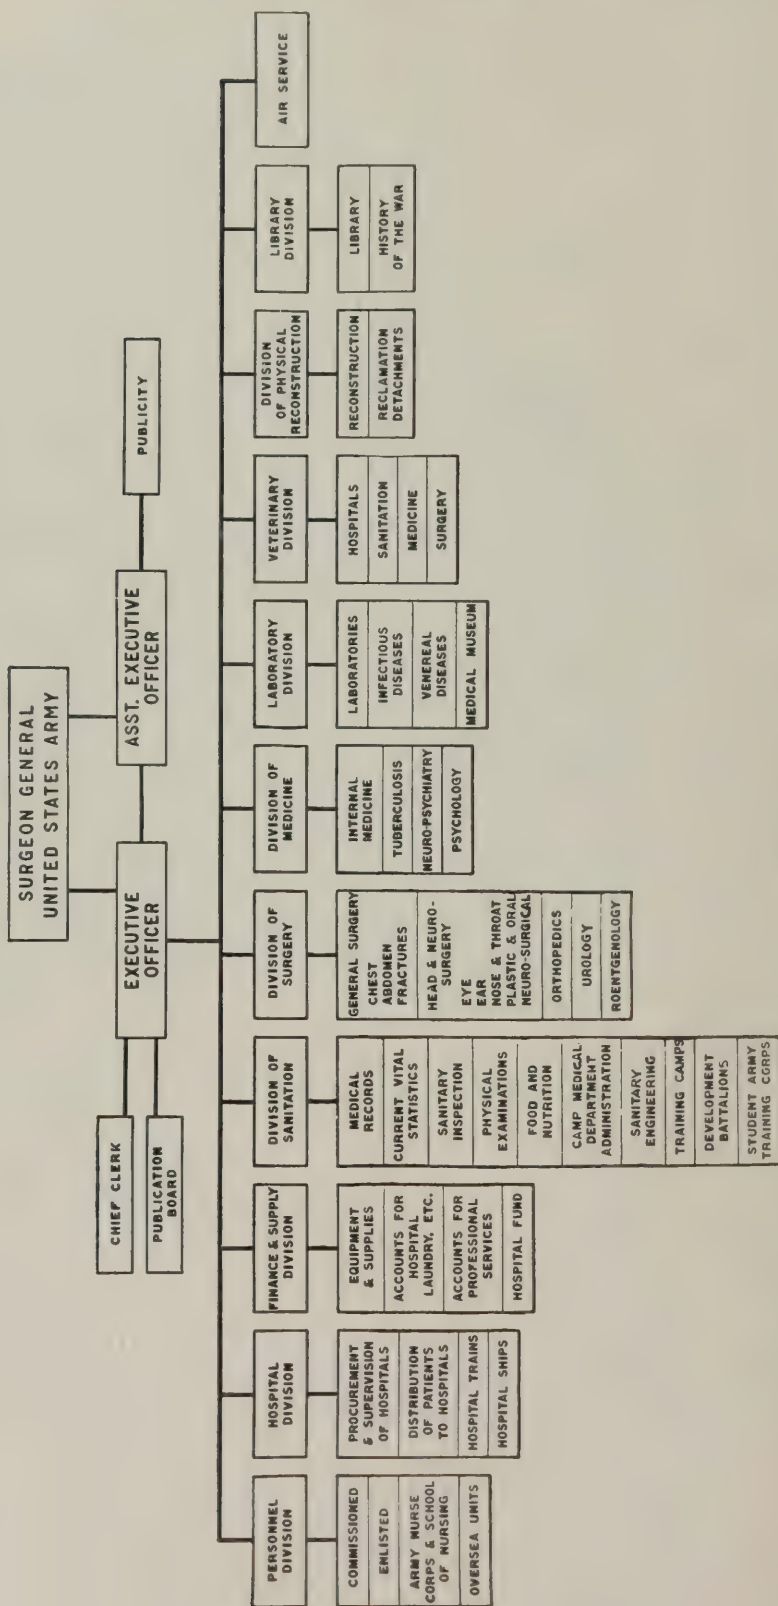 SURGEON GENERAL
UNITED STATES ARMY
EXECUTIVE
OFFICER
ASST. EXECUTIVE
OFFICER
CHIEF CLERK
PUBLICATION
BOARD
PUBLICITY
PERSONNEL
DIVISION
COMMISSIONED
ENLISTED
ARMY NURSE
CORPS & SCHOOL
OF NURSING
OVERSEA UNITS
HOSPITAL
DIVISION
PROCUREMENT
& SUPERVISION
OF HOSPITALS
DISTRIBUTION
OF PATIENTS
TO HOSPITALS
HOSPITAL TRAINS
HOSPITAL SHIPS
FINANCE & SUPPLY
DIVISION
EQUIPMENT
& SUPPLIES
ACCOUNTS FOR
HOSPITAL
LAUNDRY, ETC.
ACCOUNTS FOR
PROFESSIONAL
SERVICES
HOSPITAL FUND
DIVISION OF
SANITATION
MEDICAL
RECORDS
CURRENT VITAL
STATISTICS
SANITARY
INSPECTION
PHYSICAL
EXAMINATIONS
FOOD AND
NUTRITION
CAMP MEDICAL
DEPARTMENT
ADMINISTRATION
SANITARY
ENGINEERING
TRAINING CAMPS
DEVELOPMENT
BATTALIONS
STUDENT ARMY
TRAINING CORPS
DIVISION OF
SURGERY
GENERAL SURGERY
CHEST
ABDOMEN
FRACTURES
HEAD & NEURO-
SURGERY
EYE
EAR
NOSE & THROAT
PLASTIC & ORAL
NEURO-SURGICAL
ORTHOPEDICS
UROLOGY
ROENTGENOLOGY
DIVISION OF
MEDICINE
INTERNAL
MEDICINE
TUBERCULOSIS
NEURO-PSYCHIATRY
PSYCHOLOGY
LABORATORY
DIVISION
LABORATORIES
INFECTIOUS
DISEASES
VENEREAL
DISEASES
MEDICAL MUSEUM
VETERINARY
DIVISION
HOSPITALS
SANITATION
MEDICINE
SURGERY
DIVISION
OF PHYSICAL
RECONSTRUCTION
RECONSTRUCTION
RECLAMATION
DETACHMENTS
LIBRARY
DIVISION
LIBRARY
HISTORY
OF THE WAR
AIR SERVICE